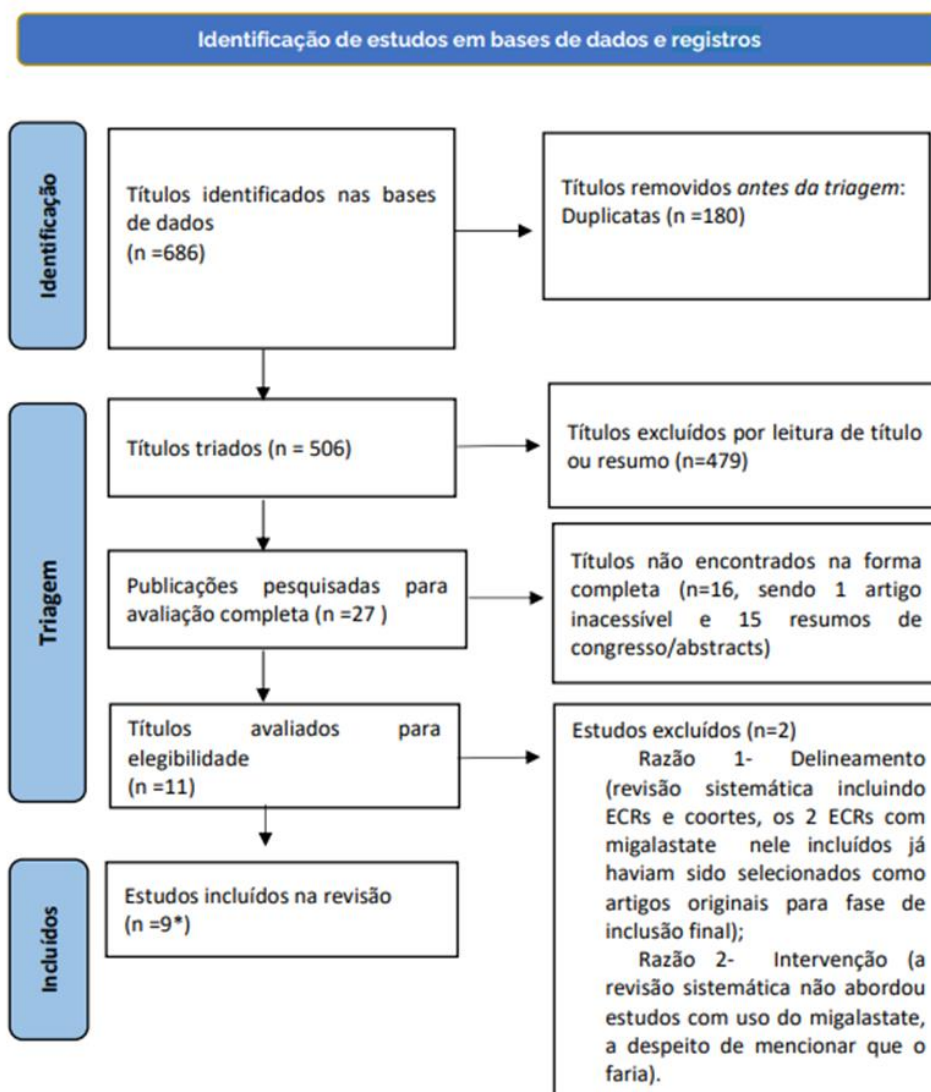 Identificação de estudos em bases de dados e registros
Identificação
Títulos identificados nas bases
de dados
(n =686)
Títulos removidos antes da triagem:
Duplicatas (n =180)
Triagem
Títulos triados (n = 506)
Títulos excluídos por leitura de título
ou resumo (n=479)
Publicações pesquisadas para
avaliação completa (n =27 )
Títulos não encontrados na forma
completa (n=16, sendo 1 artigo
inacessível e 15 resumos de
congresso/abstracts)
Títulos avaliados para
elegibilidade
(n =11)
Estudos excluídos (n=2)
Razão 1- Delineamento
(revisão sistemática incluindo
ECRs e coortes, os 2 ECRs com
migalastate nele incluídos já
haviam sido selecionados como
artigos originais para fase de
inclusão final);
Razão 2- Intervenção (a
revisão sistemática não abordou
estudos com uso do migalastate,
a despeito de mencionar que o
faria).
Incluídos
Estudos incluídos na revisão
(n =9*)